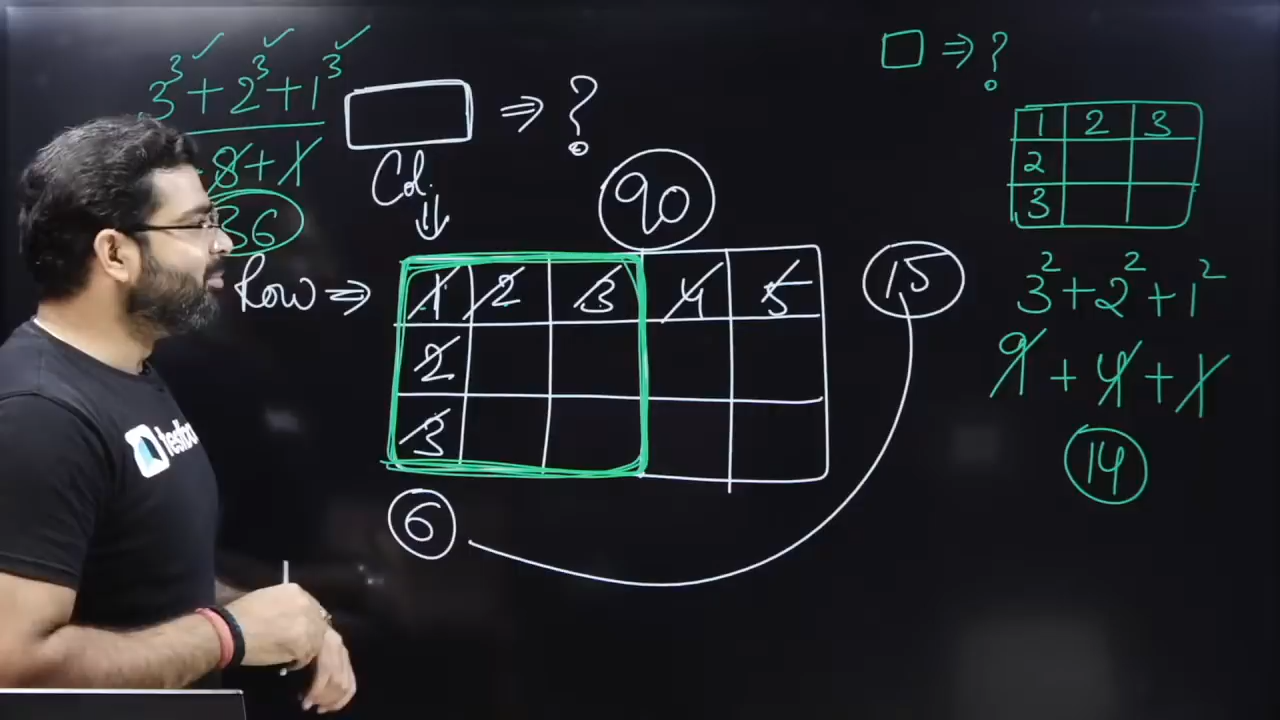 3³ + 2³ + 1³
8 + 1
36
⇒ ?
Col.
⇓
90
Row ⇒
1 2 3 4 5
2
3
6
15
⇒ ?
1 2 3
2
3
3² + 2² + 1²
9 + 4 + 1
14